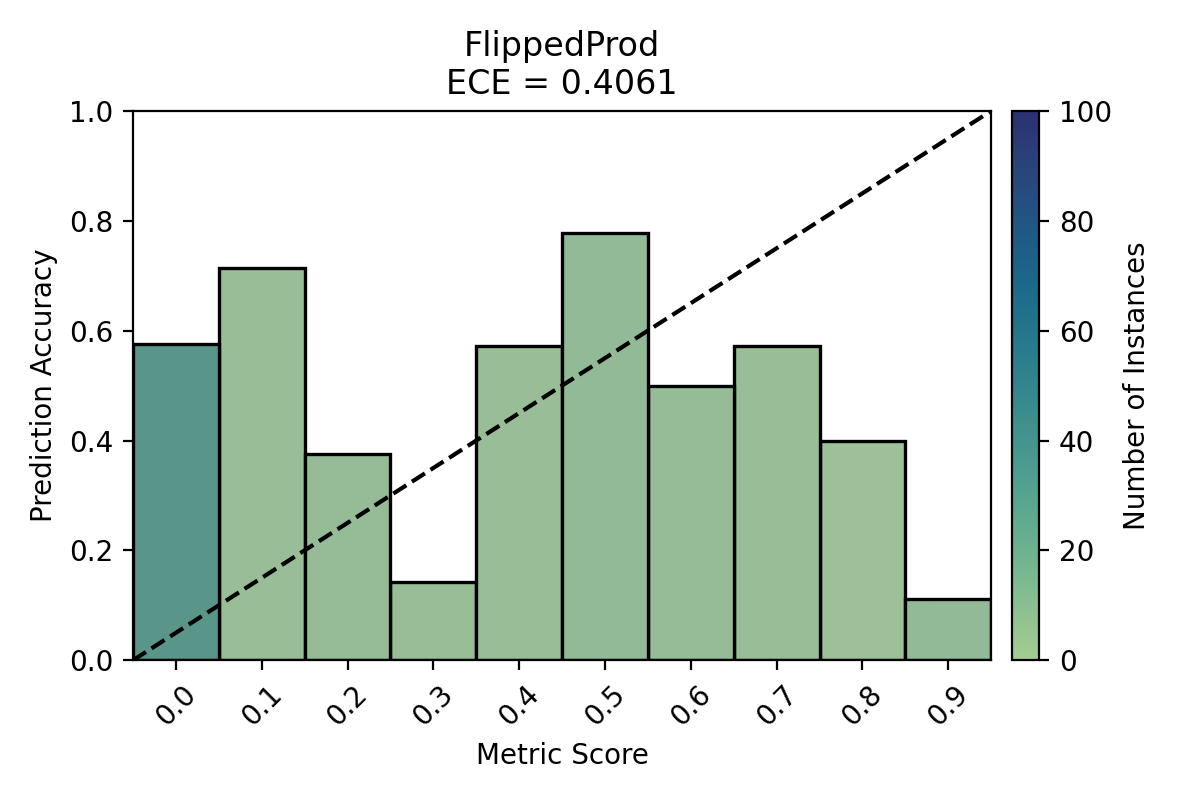 FlippedProd
ECE = 0.4061
1.0
0.8
0.6
0.4
0.2
0.0
Prediction Accuracy
0.0 0.1 0.2 0.3 0.4 0.5 0.6 0.7 0.8 0.9
Metric Score
100
80
60
40
20
0
Number of Instances